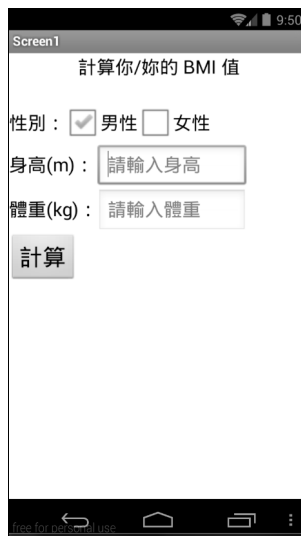 9:50
Screen1
計算你/妳的 BMI 值
性別： 男性 女性
身高(m)： 請輸入身高
體重(kg)： 請輸入體重
計算
free for personal use